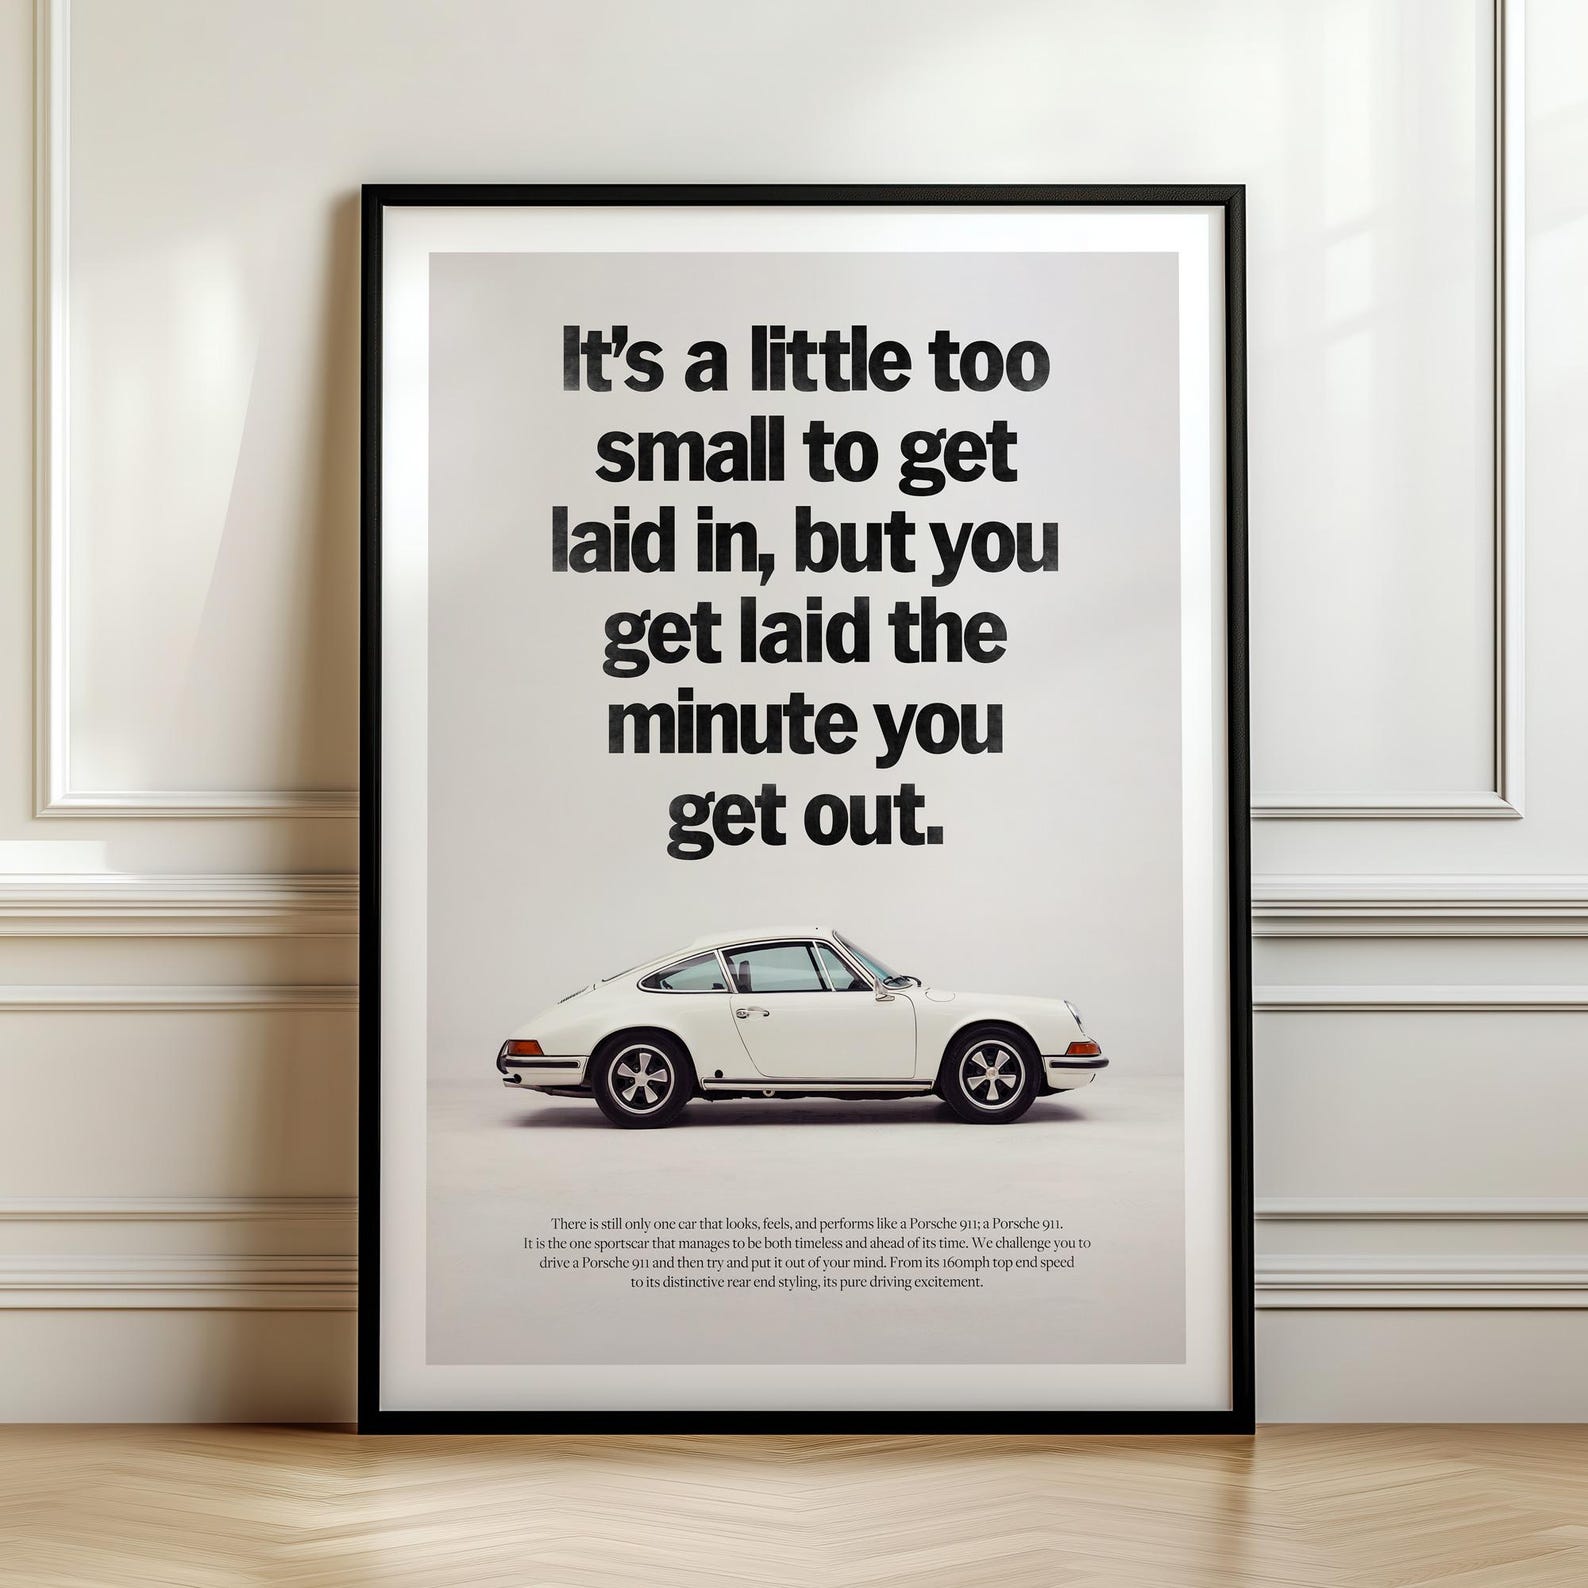 It's a little too
small to get
laid in, but you
get laid the
minute you
get out.
There is still only one car that looks, feels, and performs like a Porsche 911; a Porsche 911.
It is the one sportscar that manages to be both timeless and ahead of its time. We challenge you to
drive a Porsche 911 and then try and put it out of your mind. From its 160mph top end speed
to its distinctive rear end styling, its pure driving excitement.